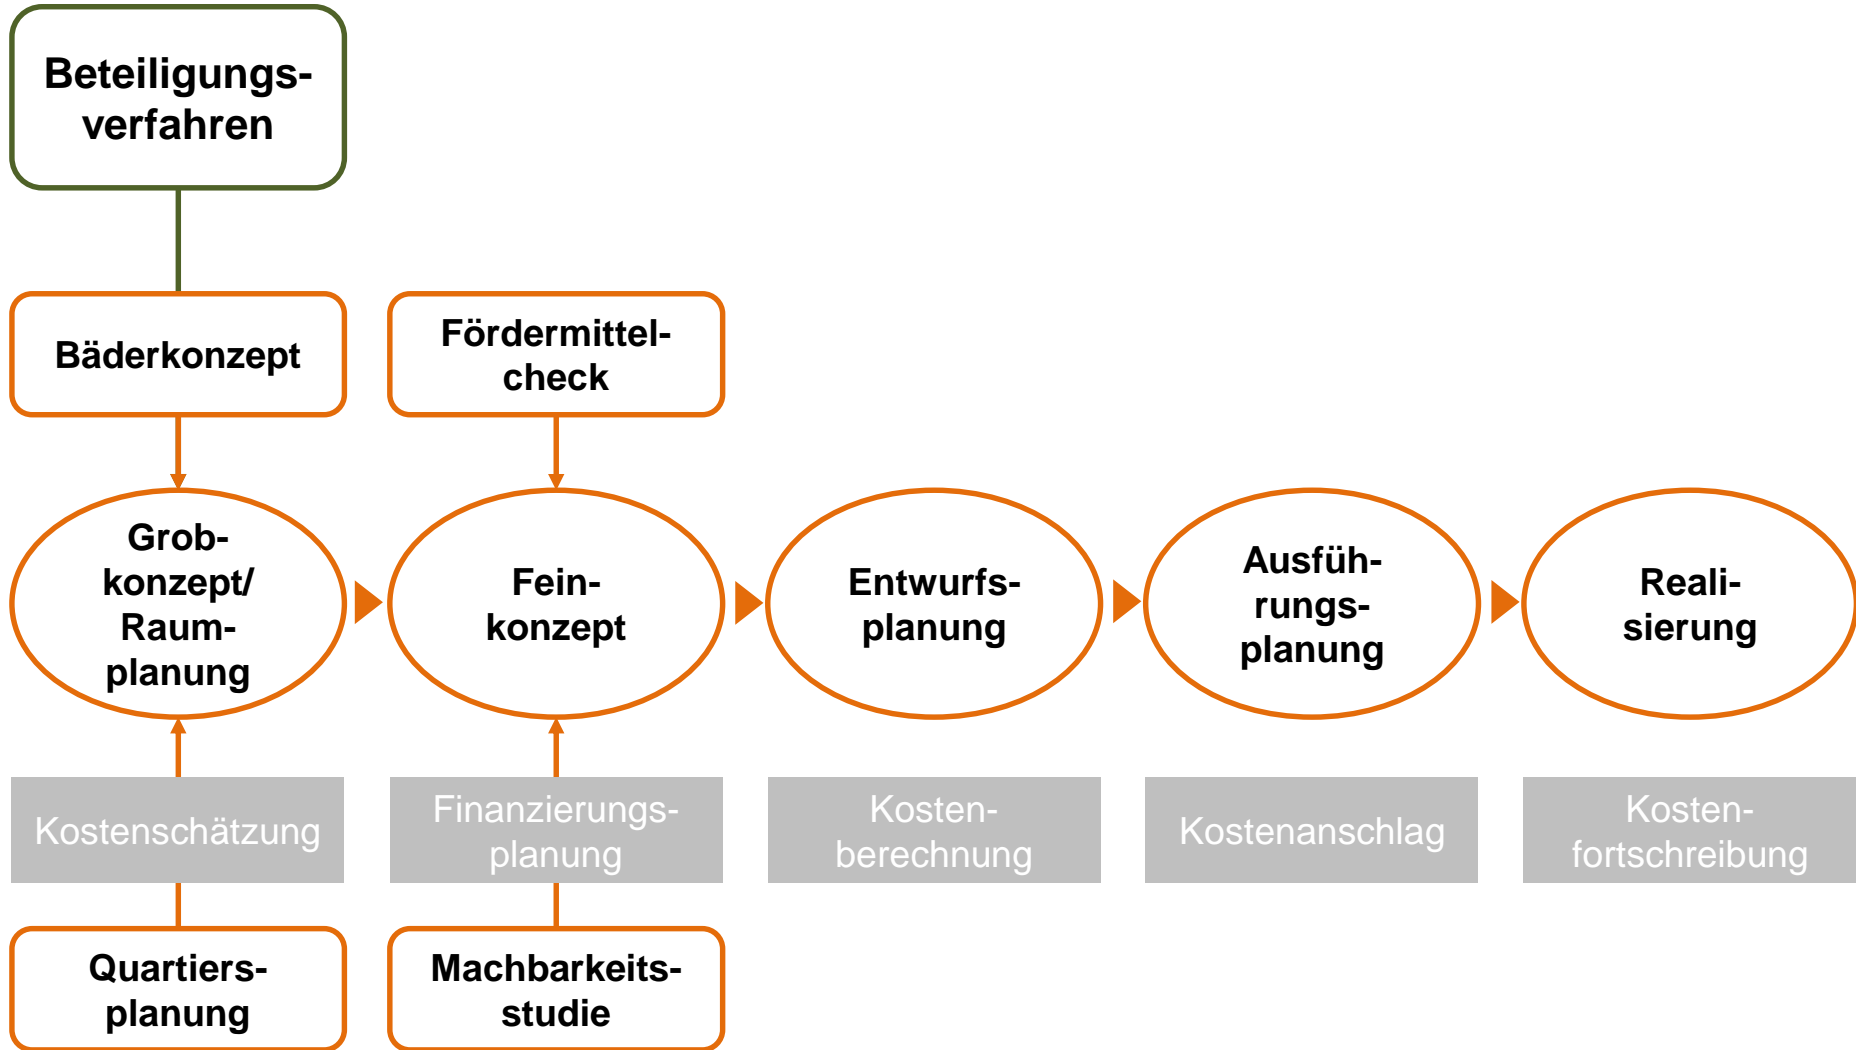 Beteiligungs-
verfahren
Bäderkonzept
Fördermittel-
check
Grob-
konzept/
Raum-
planung
Fein-
konzept
Entwurfs-
planung
Ausfüh-
rungs-
planung
Reali-
sierung
Kostenschätzung
Finanzierungs-
planung
Kosten-
berechnung
Kostenanschlag
Kosten-
fortschreibung
Quartiers-
planung
Machbarkeits-
studie